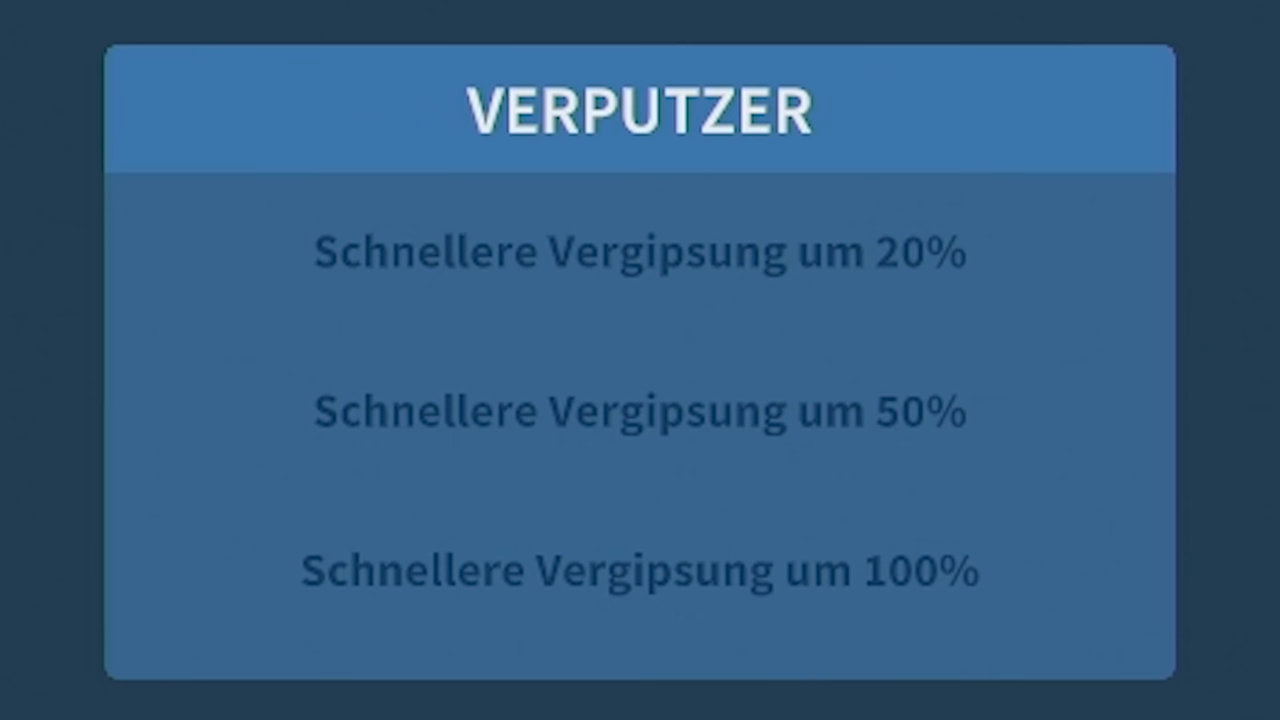 VERPUTZER
Schnellere Vergipsung um 20%
Schnellere Vergipsung um 50%
Schnellere Vergipsung um 100%